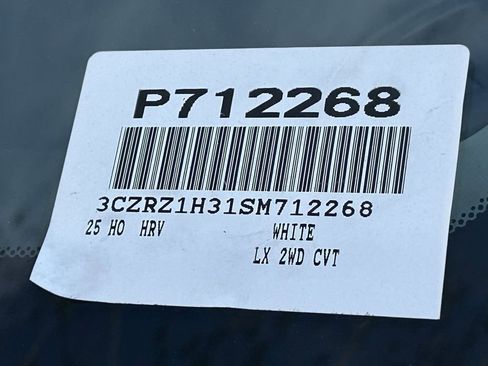 P712268
3CZRZ1H31SM712268
25 HO HRV WHITE
LX 2WD CVT